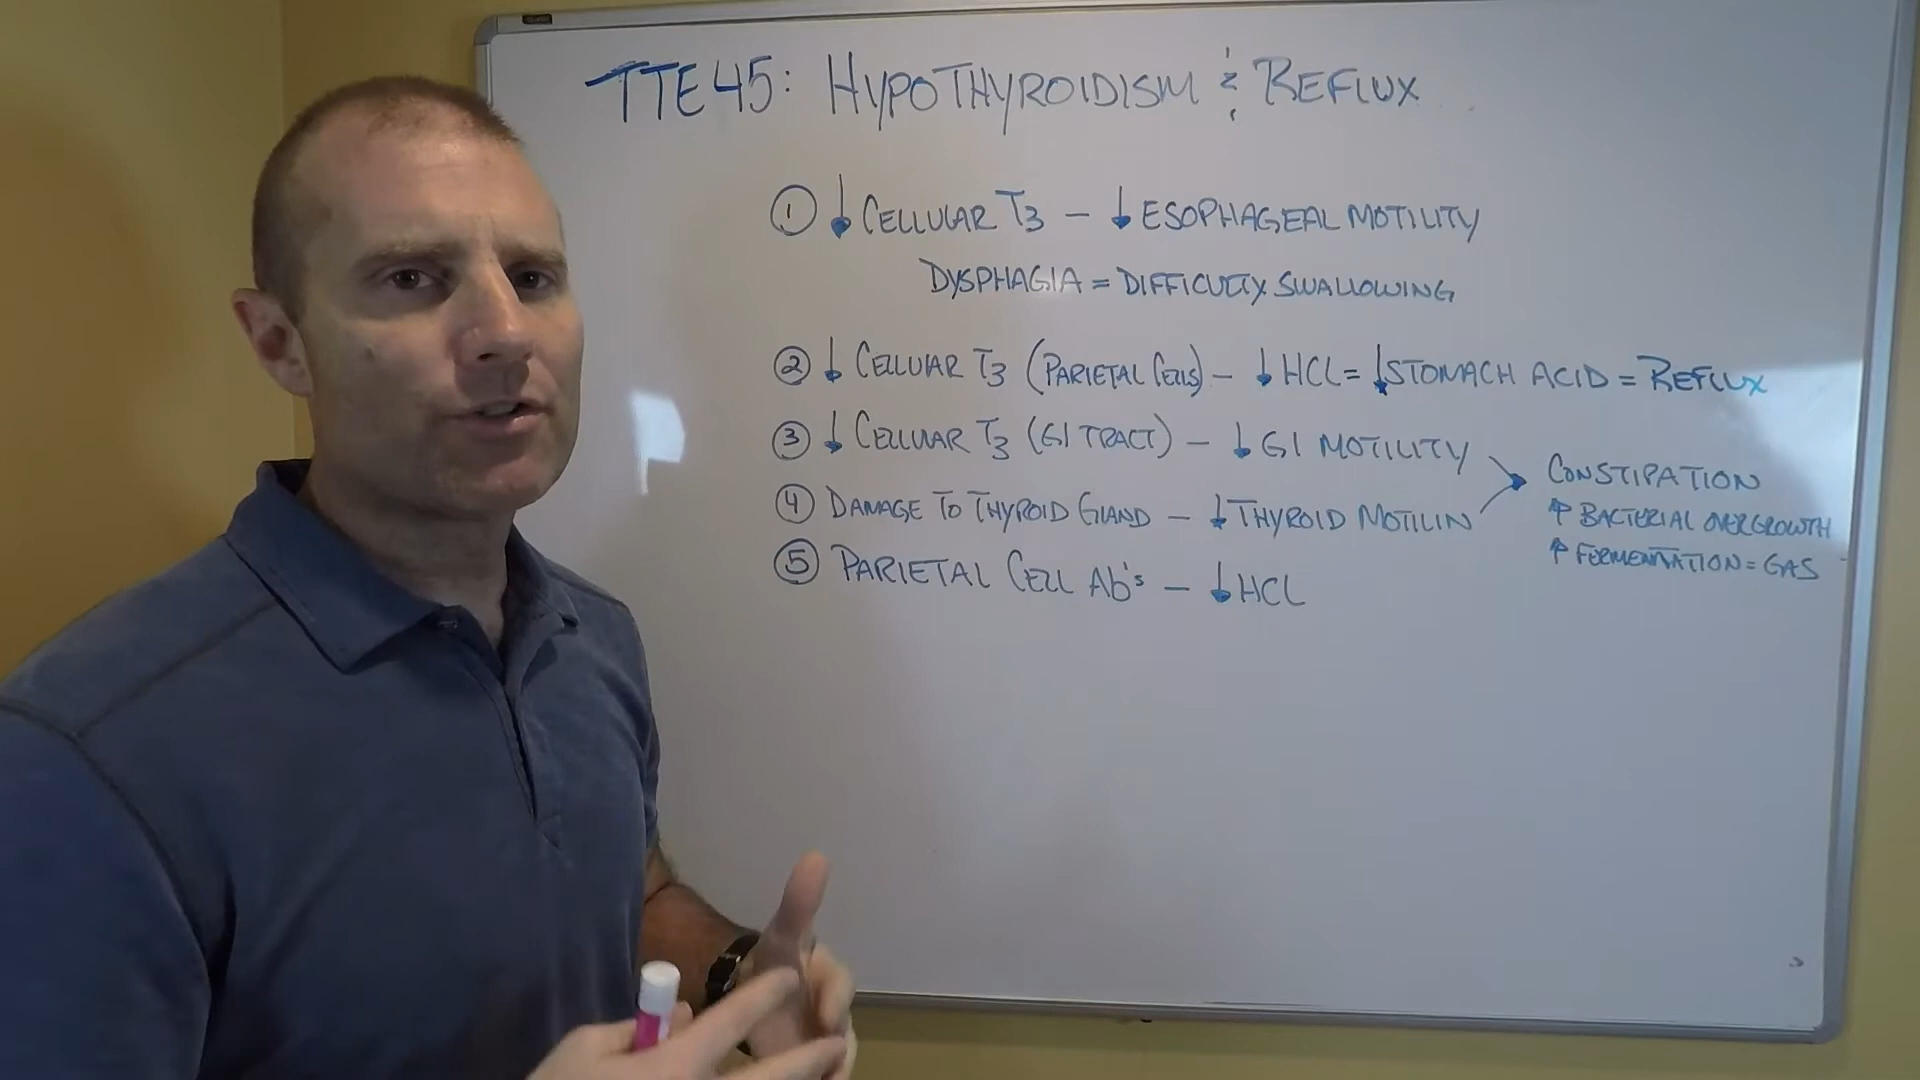 TTE 45: HYPOTHYROIDISM & REFLUX
① ↓ CELLULAR T3 – ↓ ESOPHAGEAL MOTILITY
DYSPHAGIA = DIFFICULTY SWALLOWING
② ↓ CELLULAR T3 (PARIETAL CELLS) – ↓ HCL = ↓ STOMACH ACID = REFLUX
③ ↓ CELLULAR T3 (GI TRACT) – ↓ GI MOTILITY
④ DAMAGE TO THYROID GLAND – ↓ THYROID MOTILIN
CONSTIPATION
↑ BACTERIAL OVERGROWTH
↑ FERMENTATION = GAS
⑤ PARIETAL CELL Ab's – ↓ HCL